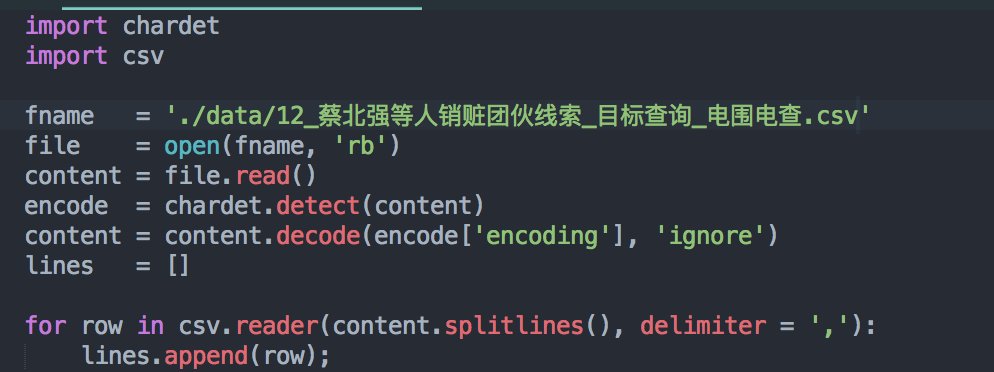 import chardet
import csv
fname   = './data/12_蔡北强等人销赃团伙线索_目标查询_电围电查.csv'
file    = open(fname, 'rb')
content = file.read()
encode  = chardet.detect(content)
content = content.decode(encode['encoding'], 'ignore')
lines   = []
for row in csv.reader(content.splitlines(), delimiter = ','):
    lines.append(row);